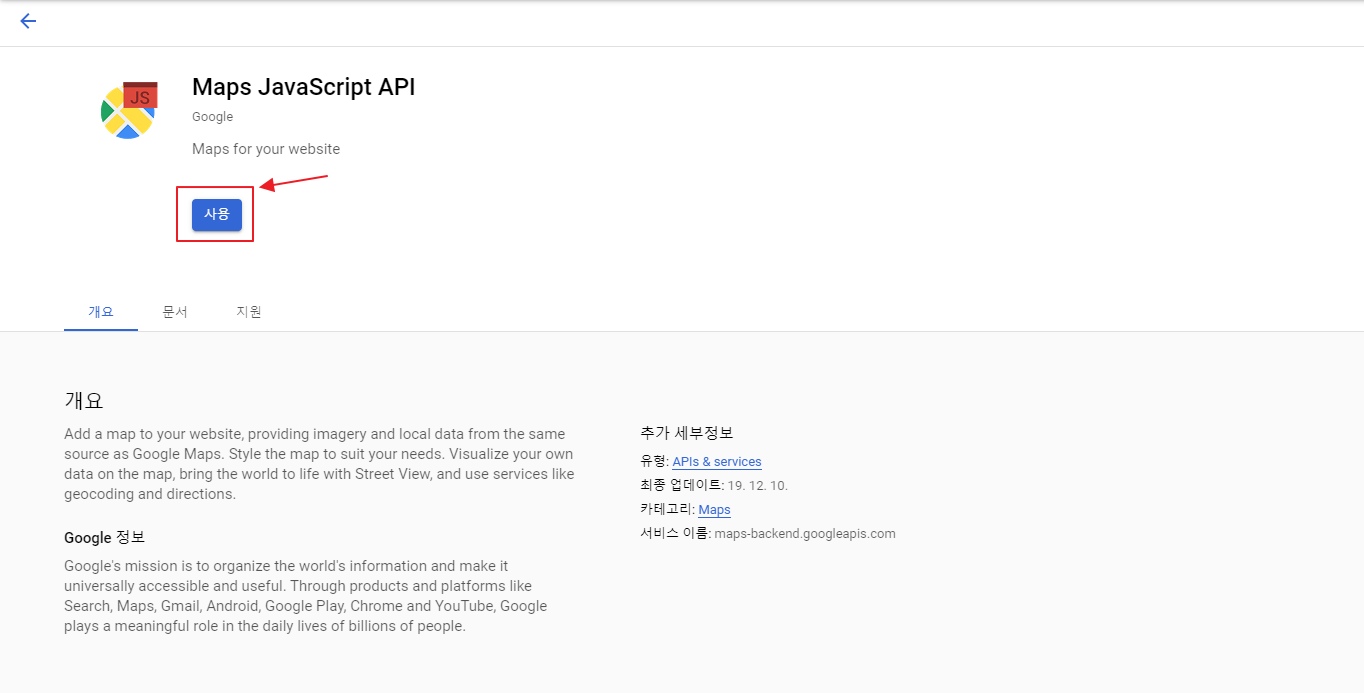 JS
Maps JavaScript API
Google
Maps for your website
사용
개요
문서
지원
개요
Add a map to your website, providing imagery and local data from the same
source as Google Maps. Style the map to suit your needs. Visualize your own
data on the map, bring the world to life with Street View, and use services like
geocoding and directions.
Google 정보
Google's mission is to organize the world's information and make it
universally accessible and useful. Through products and platforms like
Search, Maps, Gmail, Android, Google Play, Chrome and YouTube, Google
plays a meaningful role in the daily lives of billions of people.
추가 세부정보
유형: APIs & services
최종 업데이트: 19. 12. 10.
카테고리: Maps
서비스 이름: maps-backend.googleapis.com